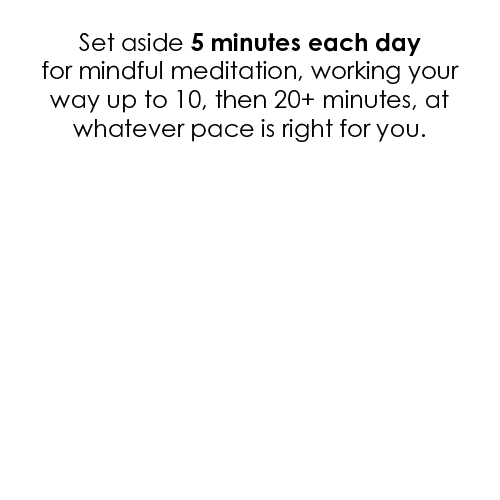 Set aside 5 minutes each day
for mindful meditation, working your
way up to 10, then 20+ minutes, at
whatever pace is right for you.